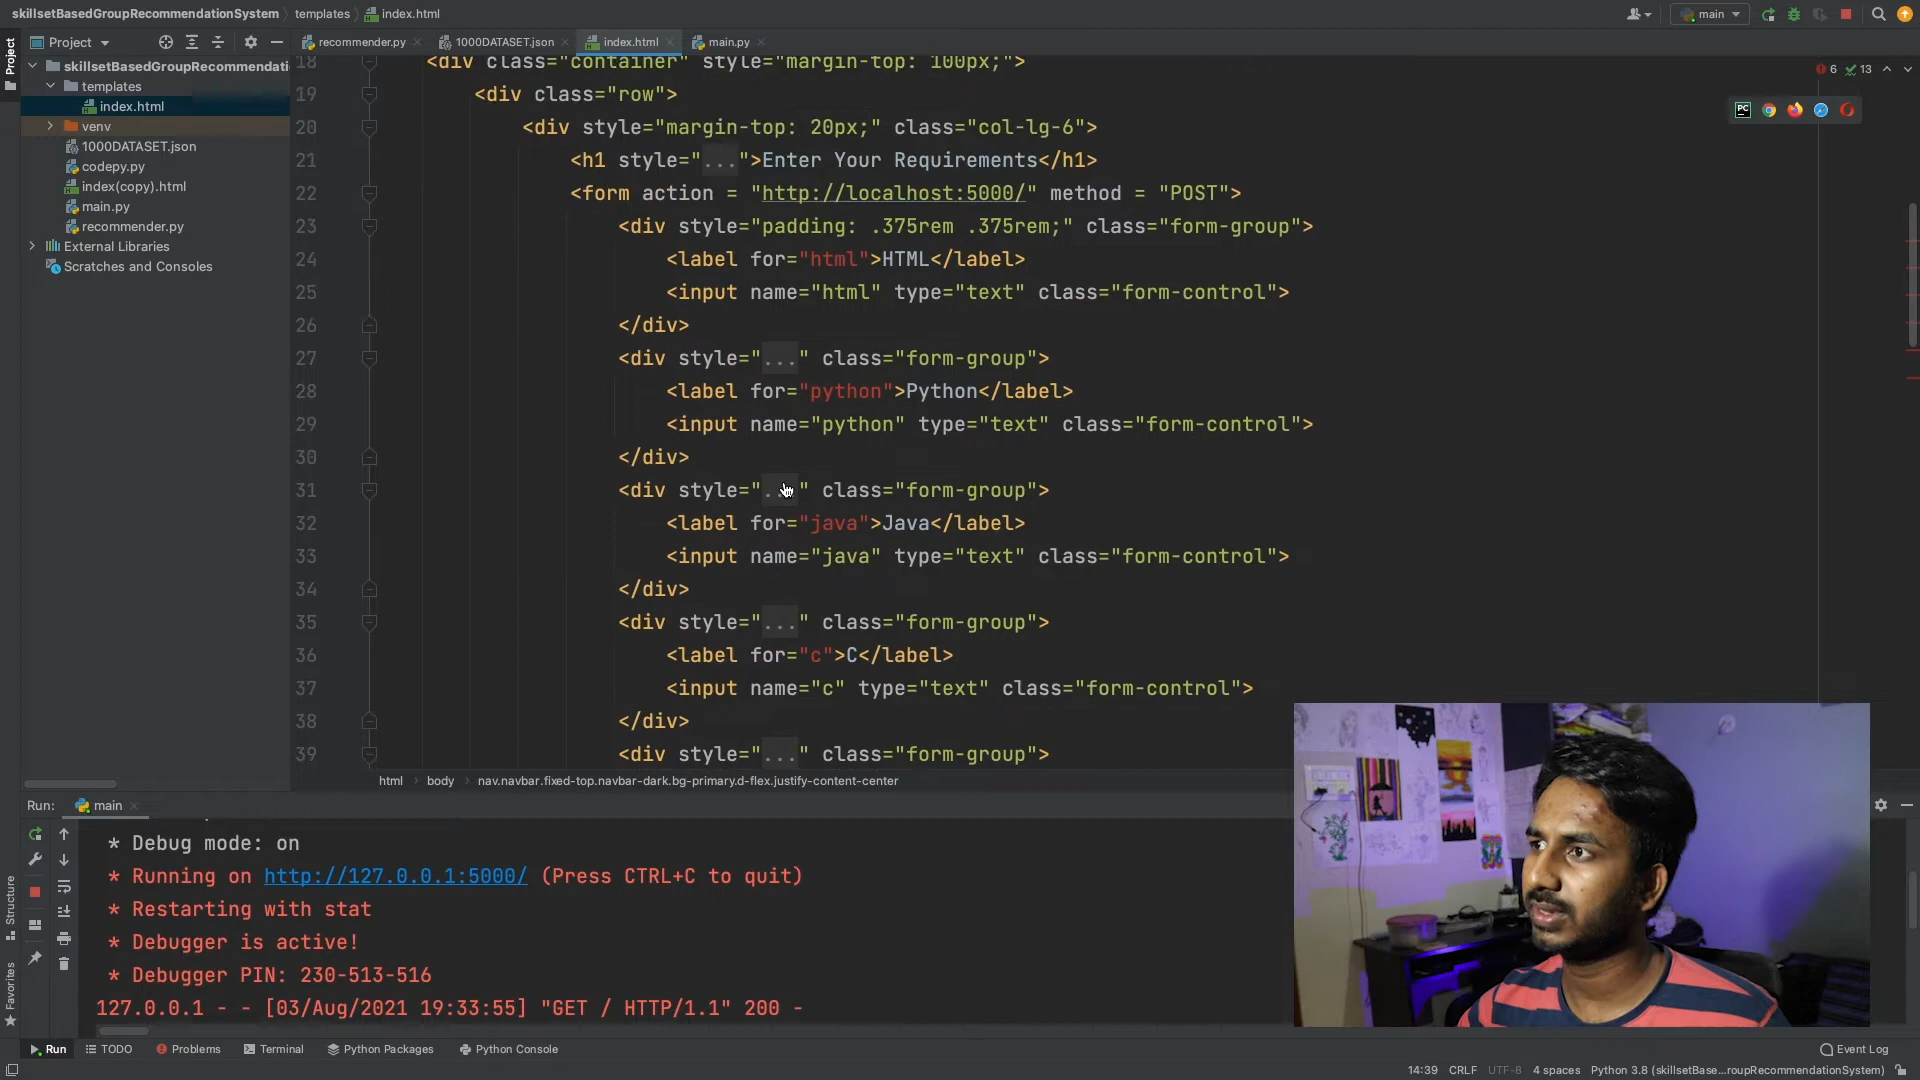 skillsetBasedGroupRecommendationSystem templates index.html
main
Project
Project
recommender.py
1000DATASET.json
index.html
main.py
skillsetBasedGroupRecommendati
templates
index.html
venv
1000DATASET.json
codepy.py
index(copy).html
main.py
recommender.py
External Libraries
Scratches and Consoles
6 13
PC
18 <div class="container" style="margin-top: 100px;">
19 <div class="row">
20 <div style="margin-top: 20px;" class="col-lg-6">
21 <h1 style="...">Enter Your Requirements</h1>
22 <form action = "http://localhost:5000/" method = "POST">
23 <div style="padding: .375rem .375rem;" class="form-group">
24 <label for="html">HTML</label>
25 <input name="html" type="text" class="form-control">
26 </div>
27 <div style="..." class="form-group">
28 <label for="python">Python</label>
29 <input name="python" type="text" class="form-control">
30 </div>
31 <div style="..." class="form-group">
32 <label for="java">Java</label>
33 <input name="java" type="text" class="form-control">
34 </div>
35 <div style="..." class="form-group">
36 <label for="c">C</label>
37 <input name="c" type="text" class="form-control">
38 </div>
39 <div style="..." class="form-group">
html body nav.navbar.fixed-top.navbar-dark.bg-primary.d-flex.justify-content-center
Run: main
* Debug mode: on
* Running on http://127.0.0.1:5000/ (Press CTRL+C to quit)
* Restarting with stat
* Debugger is active!
* Debugger PIN: 230-513-516
127.0.0.1 - - [03/Aug/2021 19:33:55] "GET / HTTP/1.1" 200 -
Structure
Favorites
Run TODO Problems Terminal Python Packages Python Console
Event Log
14:39 CRLF UTF-8 4 spaces Python 3.8 (skillsetBase...roupRecommendationSystem)